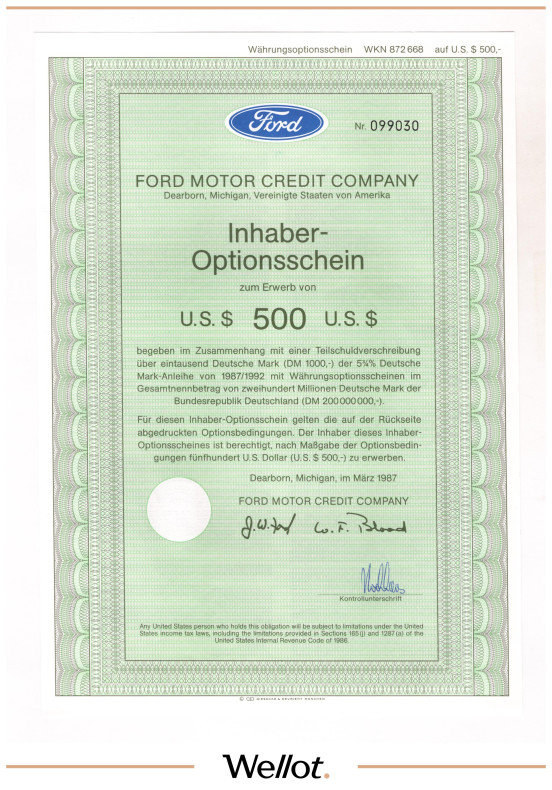 Währungsoptionsschein WKN 872 668 auf U.S. $ 500,-
Ford
Nr. 099030
FORD MOTOR CREDIT COMPANY
Dearborn, Michigan, Vereinigte Staaten von Amerika
Inhaber-
Optionsschein
zum Erwerb von
U.S. $ 500 U.S. $
begeben im Zusammenhang mit einer Teilschuldverschreibung
über eintausend Deutsche Mark (DM 1000,-) der 5¾% Deutsche
Mark-Anleihe von 1987/1992 mit Währungsoptionsscheinen im
Gesamtnennbetrag von zweihundert Millionen Deutsche Mark der
Bundesrepublik Deutschland (DM 200 000 000,-).
Für diesen Inhaber-Optionsschein gelten die auf der Rückseite
abgedruckten Optionsbedingungen. Der Inhaber dieses Inhaber-
Optionsscheines ist berechtigt, nach Maßgabe der Optionsbedin-
gungen fünfhundert U.S. Dollar (U.S. $ 500,-) zu erwerben.
Dearborn, Michigan, im März 1987
FORD MOTOR CREDIT COMPANY
W. F. Blood
Kontrollunterschrift
Any United States person who holds this obligation will be subject to limitations under the United
States income tax laws, including the limitations provided in Sections 165 (j) and 1287 (a) of the
United States Internal Revenue Code of 1986.
GIESECKE & DEVRIENT MÜNCHEN
Wellot.